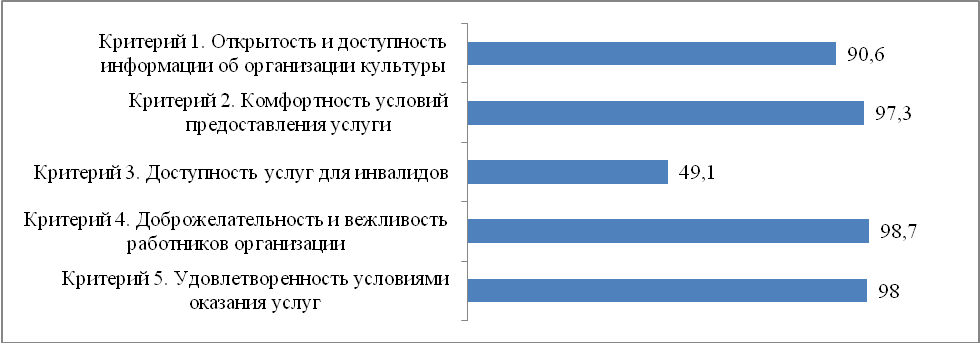 Критерий 1. Открытость и доступность
информации об организации культуры
90,6
Критерий 2. Комфортность условий
предоставления услуги
97,3
Критерий 3. Доступность услуг для инвалидов
49,1
Критерий 4. Доброжелательность и вежливость
работников организации
98,7
Критерий 5. Удовлетворенность условиями
оказания услуг
98